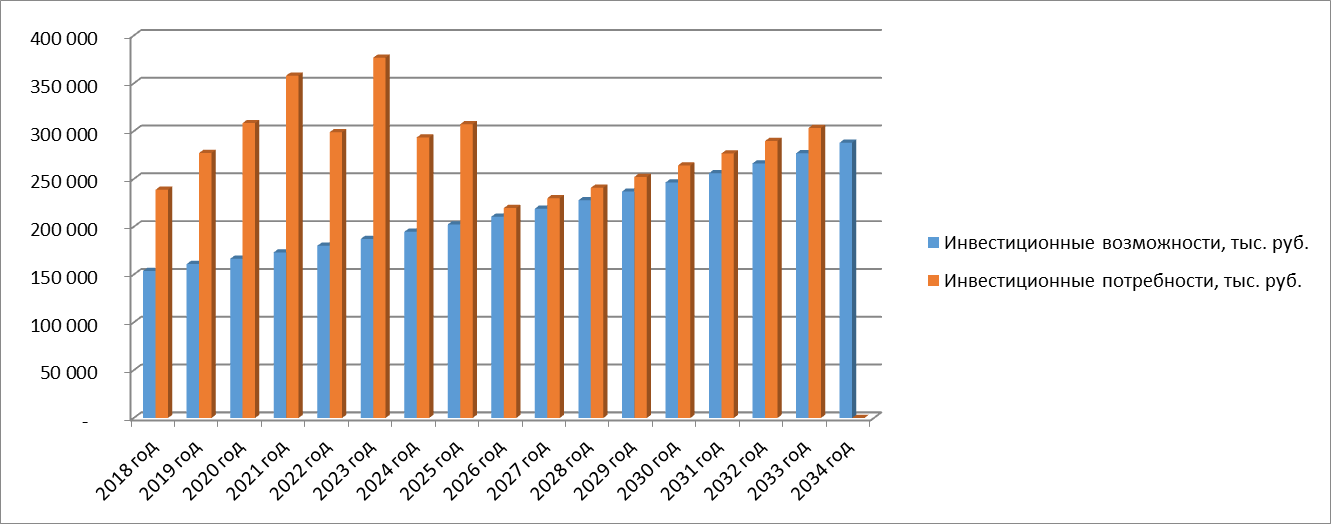 400 000
350 000
300 000
250 000
200 000
150 000
100 000
50 000
-
2018 год
2019 год
2020 год
2021 год
2022 год
2023 год
2024 год
2025 год
2026 год
2027 год
2028 год
2029 год
2030 год
2031 год
2032 год
2033 год
2034 год
Инвестиционные возможности, тыс. руб.
Инвестиционные потребности, тыс. руб.